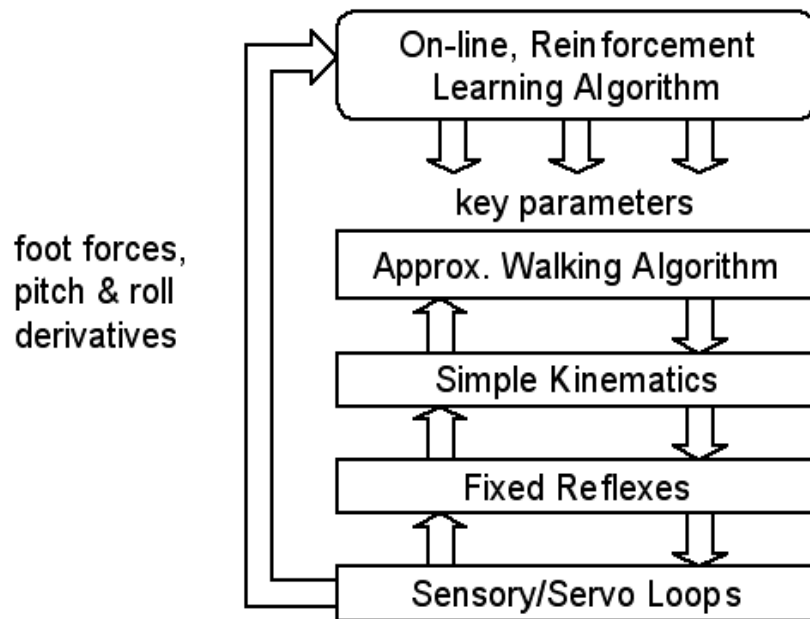 On-line, Reinforcement
Learning Algorithm
key parameters
foot forces,
pitch & roll
derivatives
Approx. Walking Algorithm
Simple Kinematics
Fixed Reflexes
Sensory/Servo Loops